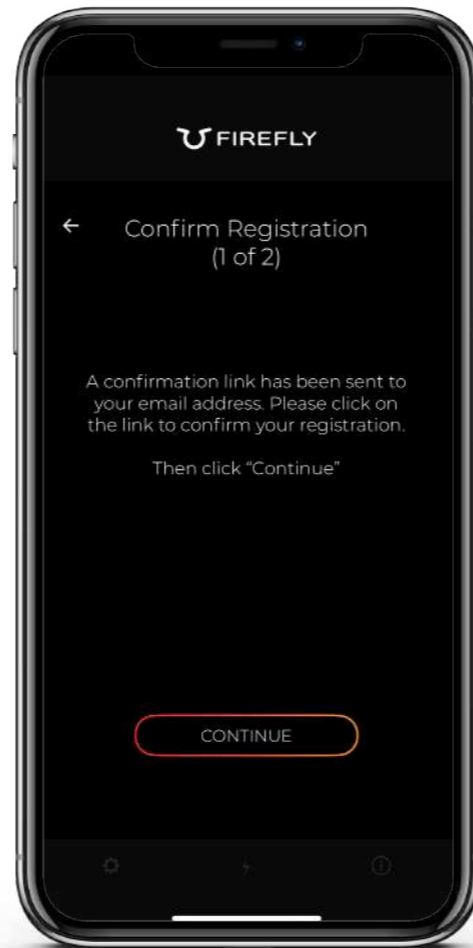 FIREFLY
Confirm Registration
(1 of 2)
A confirmation link has been sent to
your email address. Please click on
the link to confirm your registration.
Then click “Continue”
CONTINUE